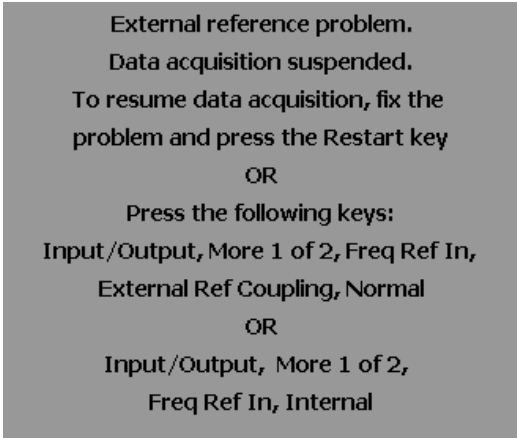 External reference problem.
Data acquisition suspended.
To resume data acquisition, fix the
problem and press the Restart key
OR
Press the following keys:
Input/Output, More 1 of 2, Freq Ref In,
External Ref Coupling, Normal
OR
Input/Output, More 1 of 2,
Freq Ref In, Internal